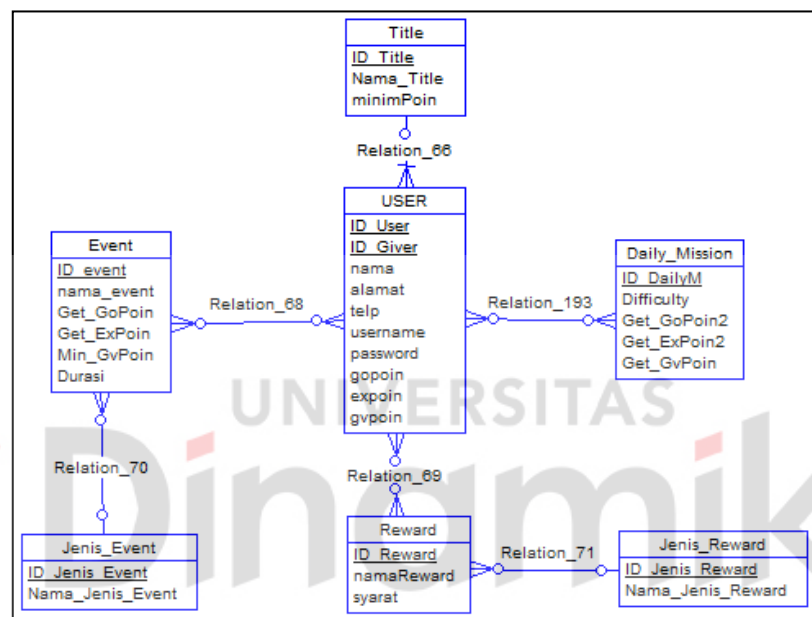 Title
ID_Title
Nama_Title
minimPoin
Relation_66
USER
ID_User
ID_Giver
nama
alamat
telp
username
password
gopoin
expoin
gvpoin
Event
ID_event
nama_event
Get_GoPoin
Get_ExPoin
Min_GvPoin
Durasi
Relation_68
Daily_Mission
ID_DailyM
Difficulty
Get_GoPoin2
Get_ExPoin2
Get_GvPoin
Relation_193
UNIVERSITAS
Dinamik
Relation_70
Relation_69
Jenis_Event
ID_Jenis_Event
Nama_Jenis_Event
Reward
ID_Reward
namaReward
syarat
Relation_71
Jenis_Reward
ID_Jenis_Reward
Nama_Jenis_Reward